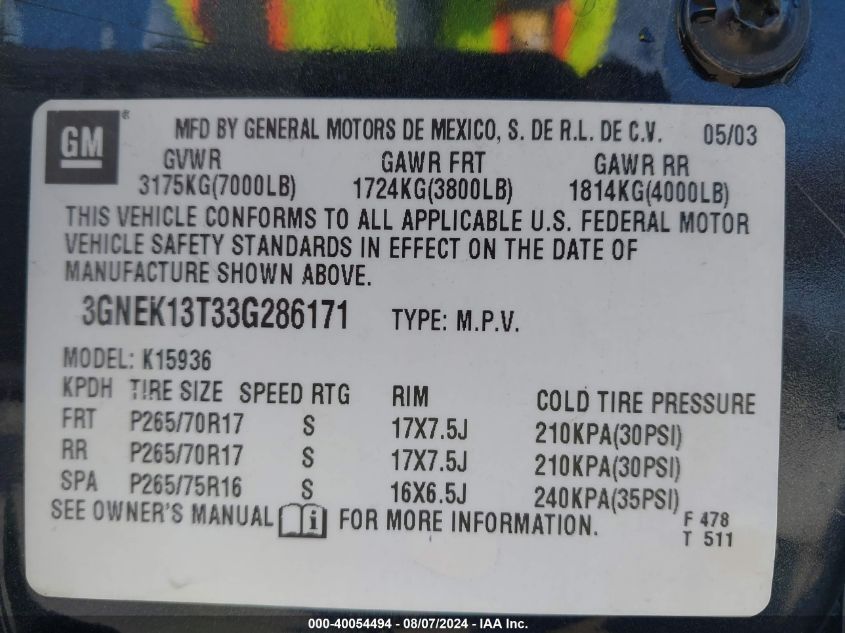 GM®
MFD BY GENERAL MOTORS DE MEXICO, S. DE R.L. DE C.V. 05/03
GVWR GAWR FRT GAWR RR
3175KG(7000LB) 1724KG(3800LB) 1814KG(4000LB)
THIS VEHICLE CONFORMS TO ALL APPLICABLE U.S. FEDERAL MOTOR
VEHICLE SAFETY STANDARDS IN EFFECT ON THE DATE OF
MANUFACTURE SHOWN ABOVE.
3GNEK13T33G286171 TYPE: M.P.V.
MODEL: K15936
KPDH TIRE SIZE SPEED RTG RIM COLD TIRE PRESSURE
FRT P265/70R17 S 17X7.5J 210KPA(30PSI)
RR P265/70R17 S 17X7.5J 210KPA(30PSI)
SPA P265/75R16 S 16X6.5J 240KPA(35PSI)
SEE OWNER'S MANUAL i FOR MORE INFORMATION. F 478
T 511
000-40054494 - 08/07/2024 - IAA Inc.